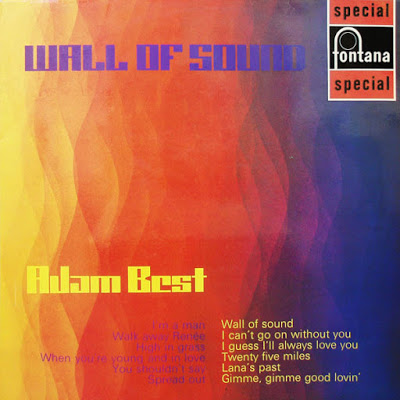 special
fontana
special
WALL OF SOUND
Adam Best
I'm a man
Walk away Renee
High in grass
When you're young and in love
You shouldn't say
Spread out
Wall of sound
I can't go on without you
I guess I'll always love you
Twenty five miles
Lana's past
Gimme, gimme good lovin'